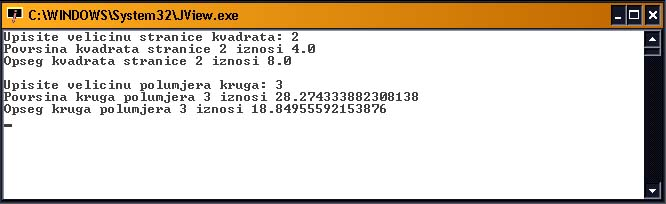 C:\WINDOWS\System32\JView.exe
Upisite velicinu stranice kvadrata: 2
Povrsina kvadrata stranice 2 iznosi 4.0
Opseg kvadrata stranice 2 iznosi 8.0
Upisite velicinu polumjera kruga: 3
Povrsina kruga polumjera 3 iznosi 28.274333882308138
Opseg kruga polumjera 3 iznosi 18.84955592153876